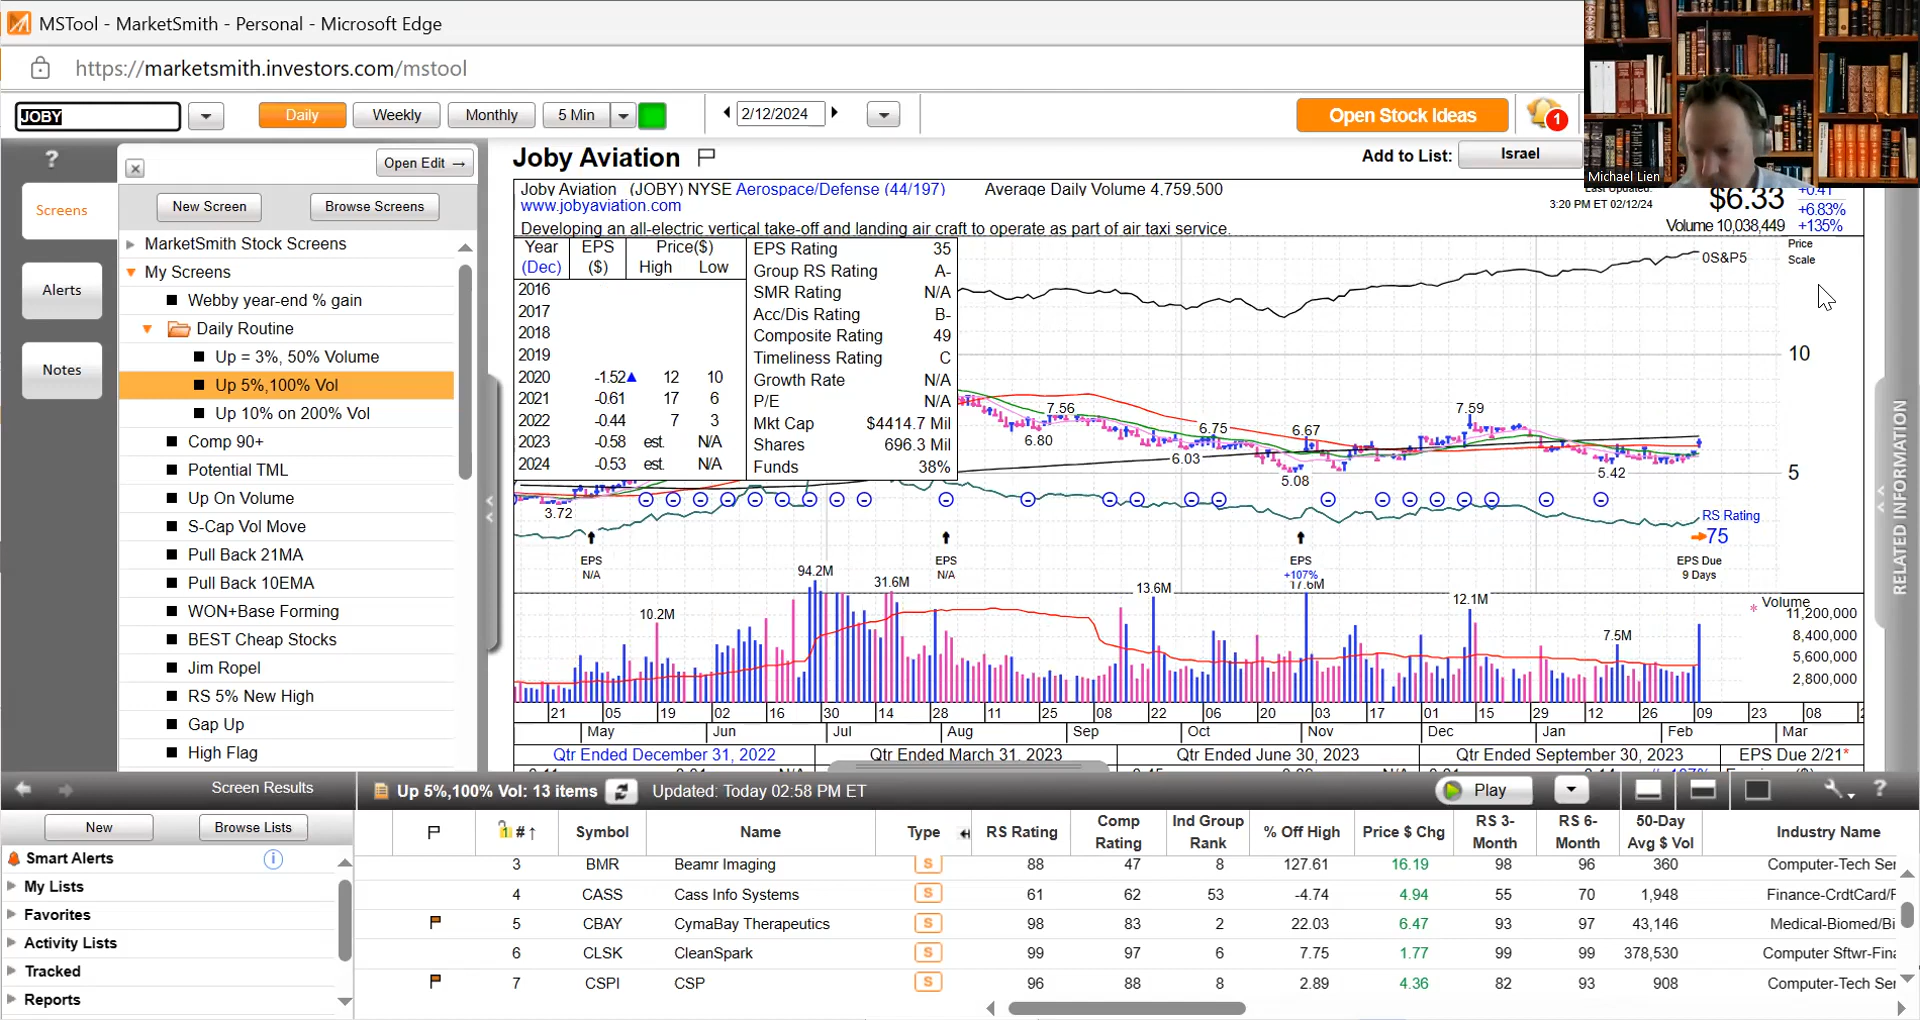 MSTool - MarketSmith - Personal - Microsoft Edge
https://marketsmith.investors.com/mstool
JOBY
Daily
Weekly
Monthly
5 Min
2/12/2024
Open Stock Ideas
1
Michael Lien
?
Screens
Alerts
Notes
Open Edit →
New Screen
Browse Screens
MarketSmith Stock Screens
My Screens
Webby year-end % gain
Daily Routine
Up = 3%, 50% Volume
Up 5%,100% Vol
Up 10% on 200% Vol
Comp 90+
Potential TML
Up On Volume
S-Cap Vol Move
Pull Back 21MA
Pull Back 10EMA
WON+Base Forming
BEST Cheap Stocks
Jim Ropel
RS 5% New High
Gap Up
High Flag
Joby Aviation
Add to List: Israel
Joby Aviation (JOBY) NYSE Aerospace/Defense (44/197) Average Daily Volume 4,759,500
www.jobyaviation.com
Developing an all-electric vertical take-off and landing air craft to operate as part of air taxi service.
Last Updated:
3:20 PM ET 02/12/24
$6.33
+0.41
+6.83%
Volume 10,038,449 +135%
Year EPS Price($)
(Dec) ($) High Low
2016
2017
2018
2019
2020 -1.52 12 10
2021 -0.61 17 6
2022 -0.44 7 3
2023 -0.58 est. N/A
2024 -0.53 est. N/A
EPS Rating 35
Group RS Rating A-
SMR Rating N/A
Acc/Dis Rating B-
Composite Rating 49
Timeliness Rating C
Growth Rate N/A
P/E N/A
Mkt Cap $4414.7 Mil
Shares 696.3 Mil
Funds 38%
0S&P5
Price
Scale
10
5
7.56
6.80
6.75
6.03
6.67
5.08
7.59
5.42
3.72
RS Rating
75
EPS
N/A
EPS
N/A
EPS
+107%
EPS Due
9 Days
94.2M
31.6M
10.2M
13.6M
17.6M
12.1M
7.5M
* Volume
11,200,000
8,400,000
5,600,000
2,800,000
21 05 19 02 16 30 14 28 11 25 08 22 06 20 03 17 01 15 29 12 26 09 23 08
May Jun Jul Aug Sep Oct Nov Dec Jan Feb Mar
Qtr Ended December 31, 2022 Qtr Ended March 31, 2023 Qtr Ended June 30, 2023 Qtr Ended September 30, 2023 EPS Due 2/21*
RELATED INFORMATION
Screen Results
Up 5%,100% Vol: 13 items
Updated: Today 02:58 PM ET
Play
?
New
Browse Lists
Smart Alerts
i
My Lists
Favorites
Activity Lists
Tracked
Reports
# ↑ Symbol Name Type RS Rating Comp Rating Ind Group Rank % Off High Price $ Chg RS 3-Month RS 6-Month 50-Day Avg $ Vol Industry Name
3 BMR Beamr Imaging S 88 47 8 127.61 16.19 98 96 360 Computer-Tech Ser
4 CASS Cass Info Systems S 61 62 53 -4.74 4.94 55 70 1,948 Finance-CrdtCard/F
5 CBAY CymaBay Therapeutics S 98 83 2 22.03 6.47 93 97 43,146 Medical-Biomed/Bi
6 CLSK CleanSpark S 99 97 6 7.75 1.77 99 99 378,530 Computer Sftwr-Fina
7 CSPI CSP S 96 88 8 2.89 4.36 82 93 908 Computer-Tech Ser